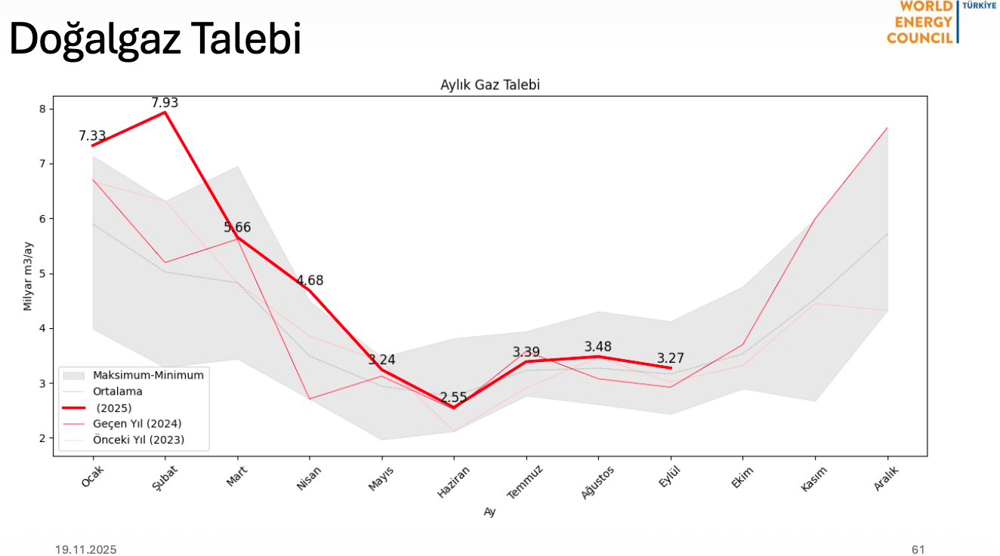 WORLD
ENERGY
COUNCIL
TÜRKİYE
Doğalgaz Talebi
Aylık Gaz Talebi
Milyar m3/ay
8
7
6
5
4
3
2
7.33
7.93
5.66
4.68
3.24
2.55
3.39
3.48
3.27
Maksimum-Minimum
Ortalama
(2025)
Geçen Yıl (2024)
Önceki Yıl (2023)
Ocak
Şubat
Mart
Nisan
Mayıs
Haziran
Temmuz
Ağustos
Eylül
Ekim
Kasım
Aralık
Ay
19.11.2025
61